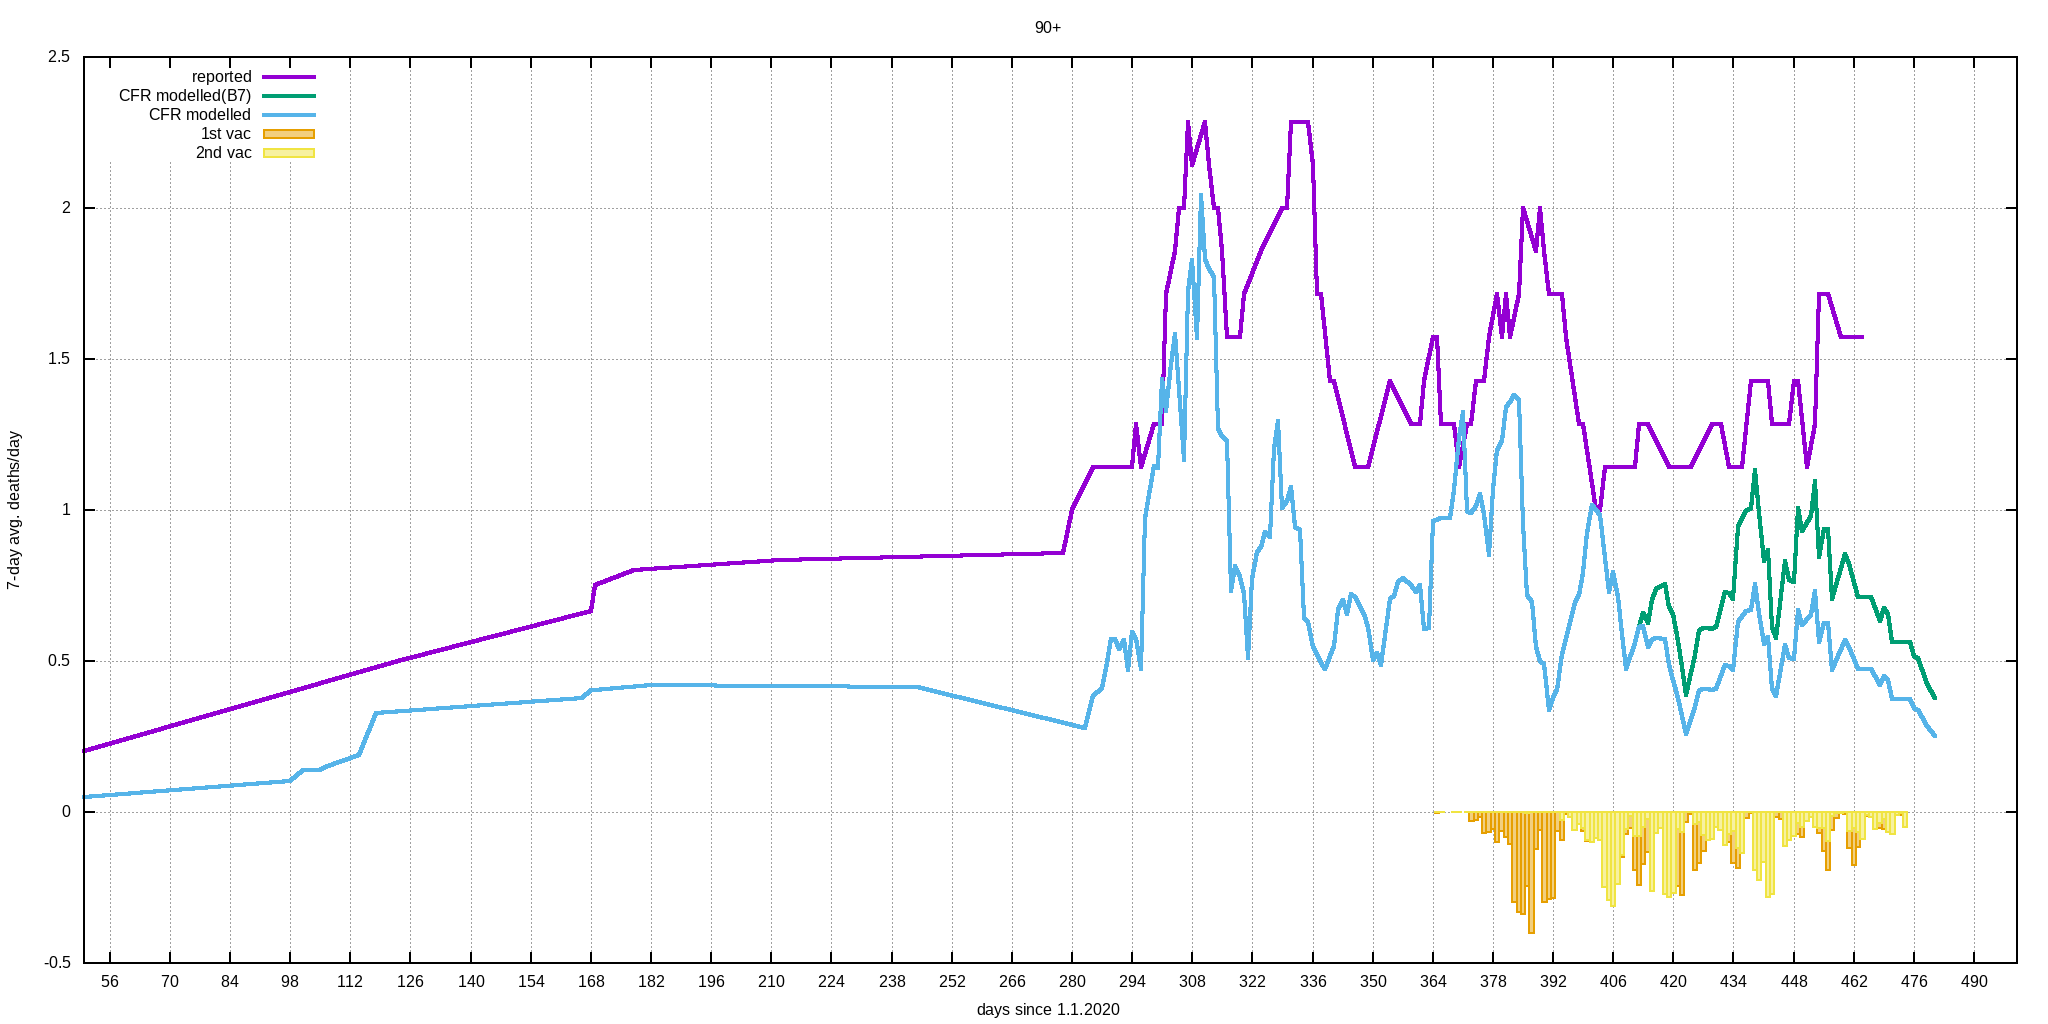 90+
2.5
2
1.5
1
0.5
0
-0.5
7-day avg. deaths/day
reported
CFR modelled(B7)
CFR modelled
1st vac
2nd vac
56 70 84 98 112 126 140 154 168 182 196 210 224 238 252 266 280 294 308 322 336 350 364 378 392 406 420 434 448 462 476 490
days since 1.1.2020